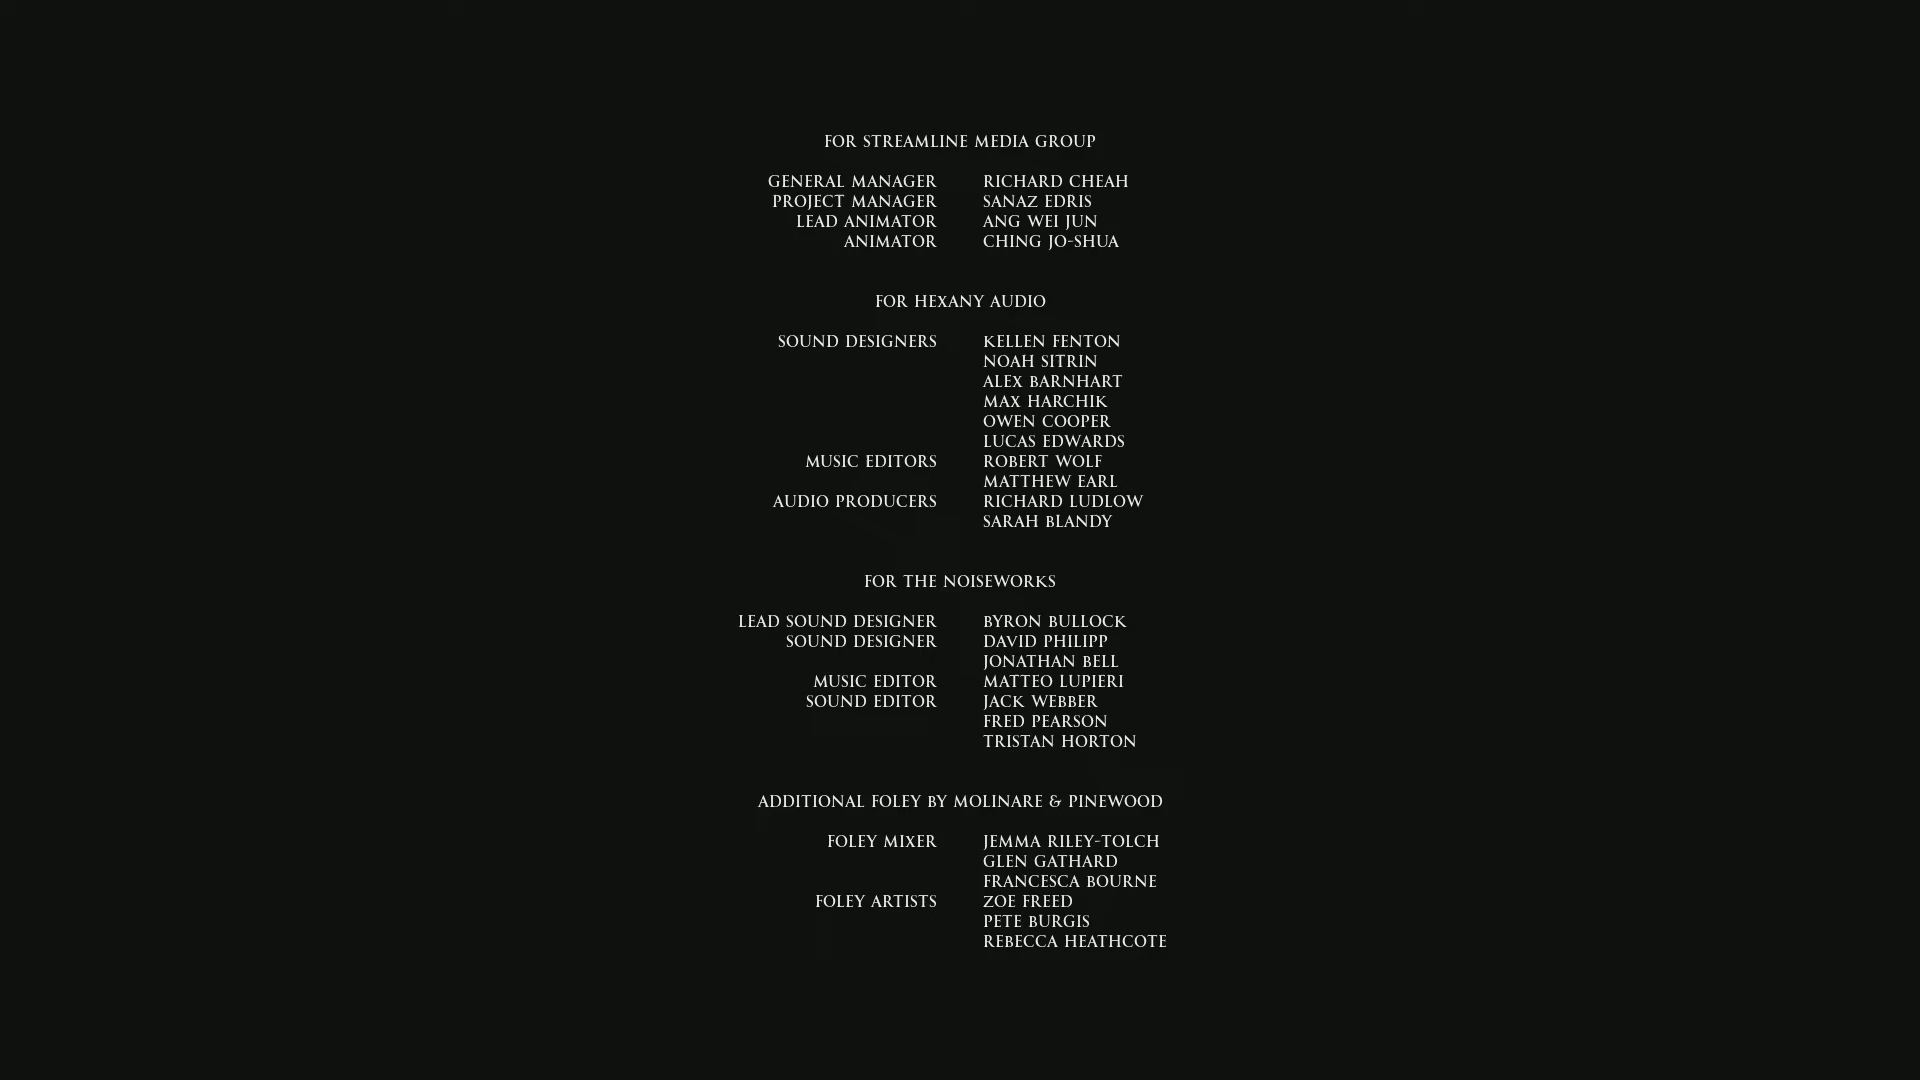 FOR STREAMLINE MEDIA GROUP
GENERAL MANAGER RICHARD CHEAH
PROJECT MANAGER SANAZ EDRIS
LEAD ANIMATOR ANG WEI JUN
ANIMATOR CHING JO-SHUA
FOR HEXANY AUDIO
SOUND DESIGNERS KELLEN FENTON
NOAH SITRIN
ALEX BARNHART
MAX HARCHIK
OWEN COOPER
LUCAS EDWARDS
MUSIC EDITORS ROBERT WOLF
MATTHEW EARL
AUDIO PRODUCERS RICHARD LUDLOW
SARAH BLANDY
FOR THE NOISEWORKS
LEAD SOUND DESIGNER BYRON BULLOCK
SOUND DESIGNER DAVID PHILIPP
JONATHAN BELL
MUSIC EDITOR MATTEO LUPIERI
SOUND EDITOR JACK WEBBER
FRED PEARSON
TRISTAN HORTON
ADDITIONAL FOLEY BY MOLINARE & PINEWOOD
FOLEY MIXER JEMMA RILEY-TOLCH
GLEN GATHARD
FRANCESCA BOURNE
FOLEY ARTISTS ZOE FREED
PETE BURGIS
REBECCA HEATHCOTE